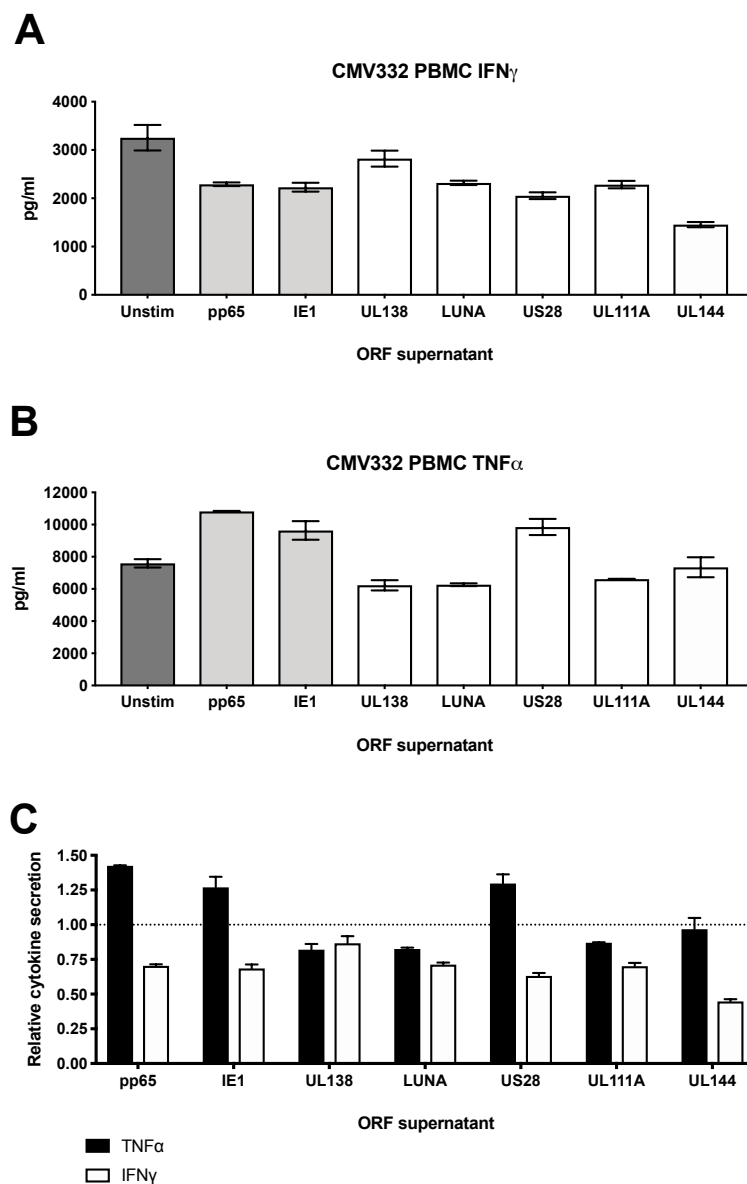 A
CMV332 PBMC IFNγ
4000
3000
2000
1000
0
pg/ml
Unstim pp65 IE1 UL138 LUNA US28 UL111A UL144
ORF supernatant
B
CMV332 PBMC TNFα
12000
10000
8000
6000
4000
2000
0
pg/ml
Unstim pp65 IE1 UL138 LUNA US28 UL111A UL144
ORF supernatant
C
1.50
1.25
1.00
0.75
0.50
0.25
0.00
Relative cytokine secretion
pp65 IE1 UL138 LUNA US28 UL111A UL144
ORF supernatant
TNFα
IFNγ